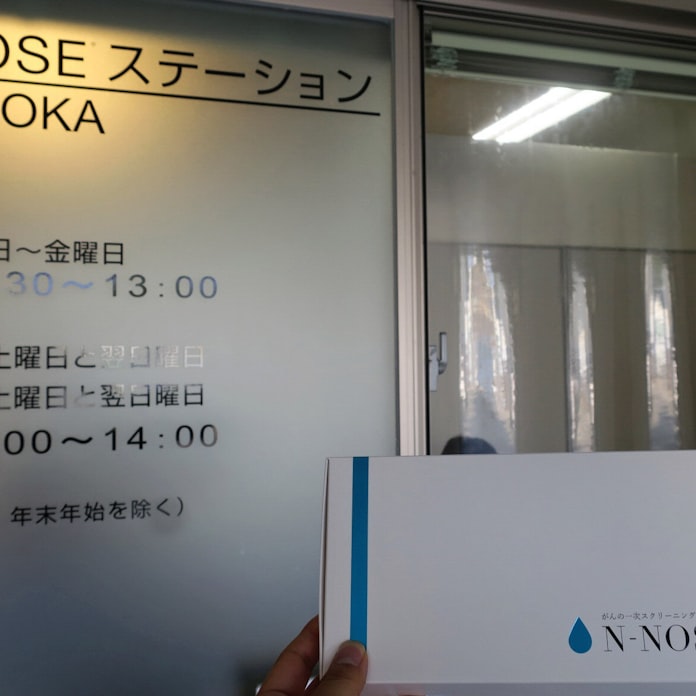 OSE ステーション
OKA
日～金曜日
30～13:00
土曜日と翌日曜日
土曜日と翌日曜日
00～14:00
年末年始を除く）
がんの一次スクリーニング
N-NOS